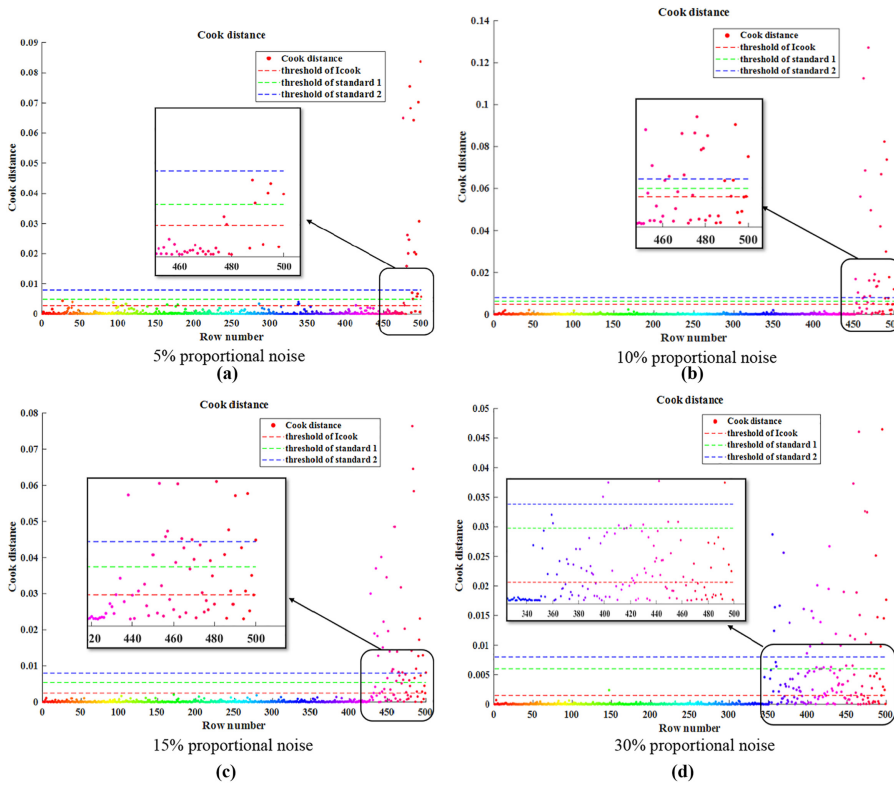 Cook distance
0.09
0.08
0.07
0.06
0.05
0.04
0.03
0.02
0.01
0
Cook distance
Cook distance
threshold of Icook
threshold of standard 1
threshold of standard 2
460 480 500
0 50 100 150 200 250 300 350 400 450 500
Row number
5% proportional noise
(a)
Cook distance
0.14
0.12
0.1
0.08
0.06
0.04
0.02
0
Cook distance
Cook distance
threshold of Icook
threshold of standard 1
threshold of standard 2
460 480 500
0 50 100 150 200 250 300 350 400 450 500
Row number
10% proportional noise
(b)
Cook distance
0.08
0.07
0.06
0.05
0.04
0.03
0.02
0.01
0
Cook distance
Cook distance
threshold of Icook
threshold of standard 1
threshold of standard 2
420 440 460 480 500
0 50 100 150 200 250 300 350 400 450 500
Row number
15% proportional noise
(c)
Cook distance
0.05
0.045
0.04
0.035
0.03
0.025
0.02
0.015
0.01
0.005
0
Cook distance
Cook distance
threshold of Icook
threshold of standard 1
threshold of standard 2
340 360 380 400 420 440 460 480 500
0 50 100 150 200 250 300 350 400 450 500
Row number
30% proportional noise
(d)